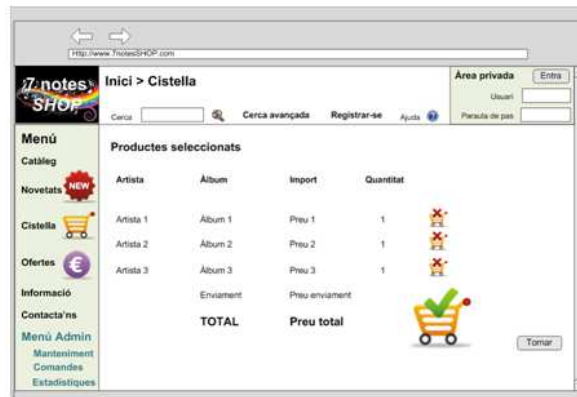 Http://www.7notesSHOP.com
7 notes
SHOP
Inici > Cistella
Àrea privada
Entra
Usuari
Paraula de pas
Cerca
Cerca avançada
Registrar-se
Ajuda
Menú
Catàleg
Novetats
NEW
Cistella
Ofertes
€
Informació
Contacta'ns
Menú Admin
Manteniment
Comandes
Estadístiques
Productes seleccionats
Artista Àlbum Import Quantitat
Artista 1 Àlbum 1 Preu 1 1
Artista 2 Àlbum 2 Preu 2 1
Artista 3 Àlbum 3 Preu 3 1
Enviament Preu enviament
TOTAL Preu total
Tornar